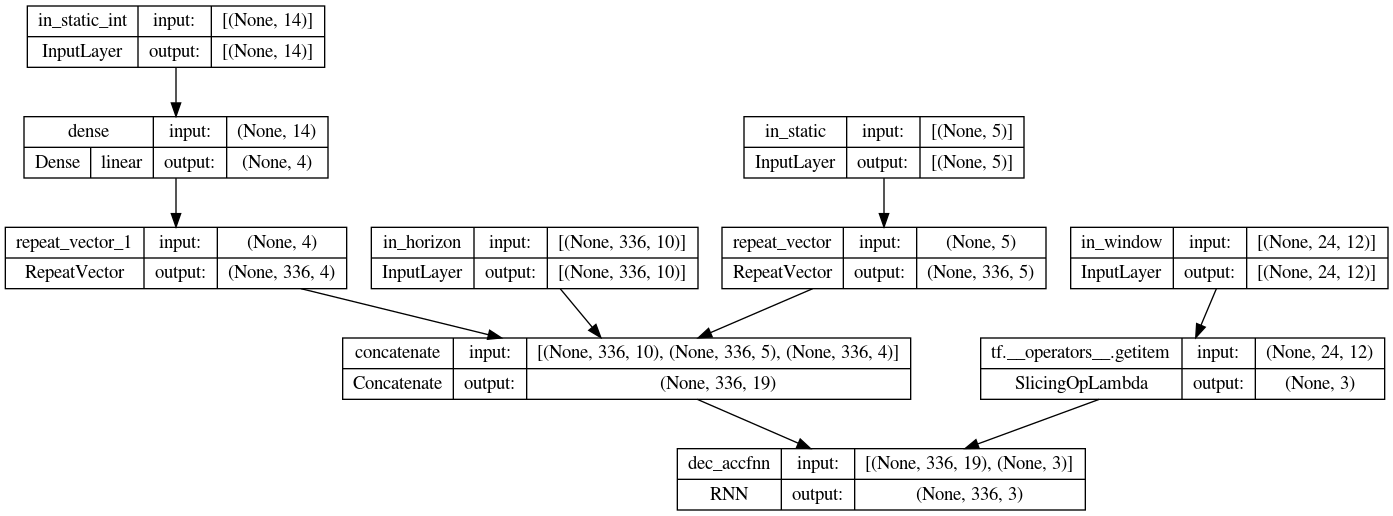 in_static_int input: [(None, 14)]
InputLayer output: [(None, 14)]
dense input: (None, 14)
Dense linear output: (None, 4)
in_static input: [(None, 5)]
InputLayer output: [(None, 5)]
repeat_vector_1 input: (None, 4)
RepeatVector output: (None, 336, 4)
in_horizon input: [(None, 336, 10)]
InputLayer output: [(None, 336, 10)]
repeat_vector input: (None, 5)
RepeatVector output: (None, 336, 5)
in_window input: [(None, 24, 12)]
InputLayer output: [(None, 24, 12)]
concatenate input: [(None, 336, 10), (None, 336, 5), (None, 336, 4)]
Concatenate output: (None, 336, 19)
tf.__operators__.getitem input: (None, 24, 12)
SlicingOpLambda output: (None, 3)
dec_accfnn input: [(None, 336, 19), (None, 3)]
RNN output: (None, 336, 3)